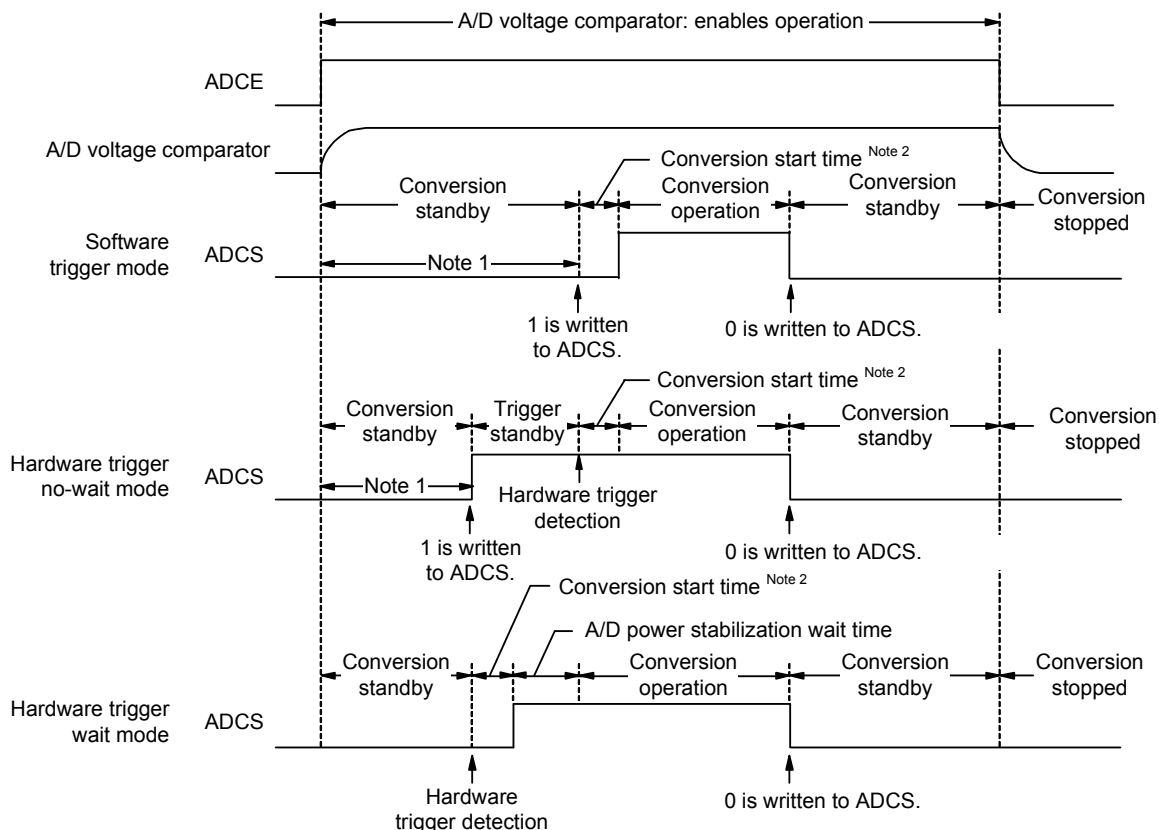 A/D voltage comparator: enables operation
ADCE
A/D voltage comparator
Conversion start time Note 2
Conversion
standby
Conversion
operation
Conversion
standby
Conversion
stopped
Software
trigger mode
ADCS
Note 1
1 is written
to ADCS.
0 is written to ADCS.
Conversion start time Note 2
Conversion
standby
Trigger
standby
Conversion
operation
Conversion
standby
Conversion
stopped
Hardware trigger
no-wait mode
ADCS
Note 1
Hardware trigger
detection
1 is written
to ADCS.
0 is written to ADCS.
Conversion start time Note 2
A/D power stabilization wait time
Conversion
standby
Conversion
operation
Conversion
standby
Conversion
stopped
Hardware trigger
wait mode
ADCS
Hardware
trigger detection
0 is written to ADCS.